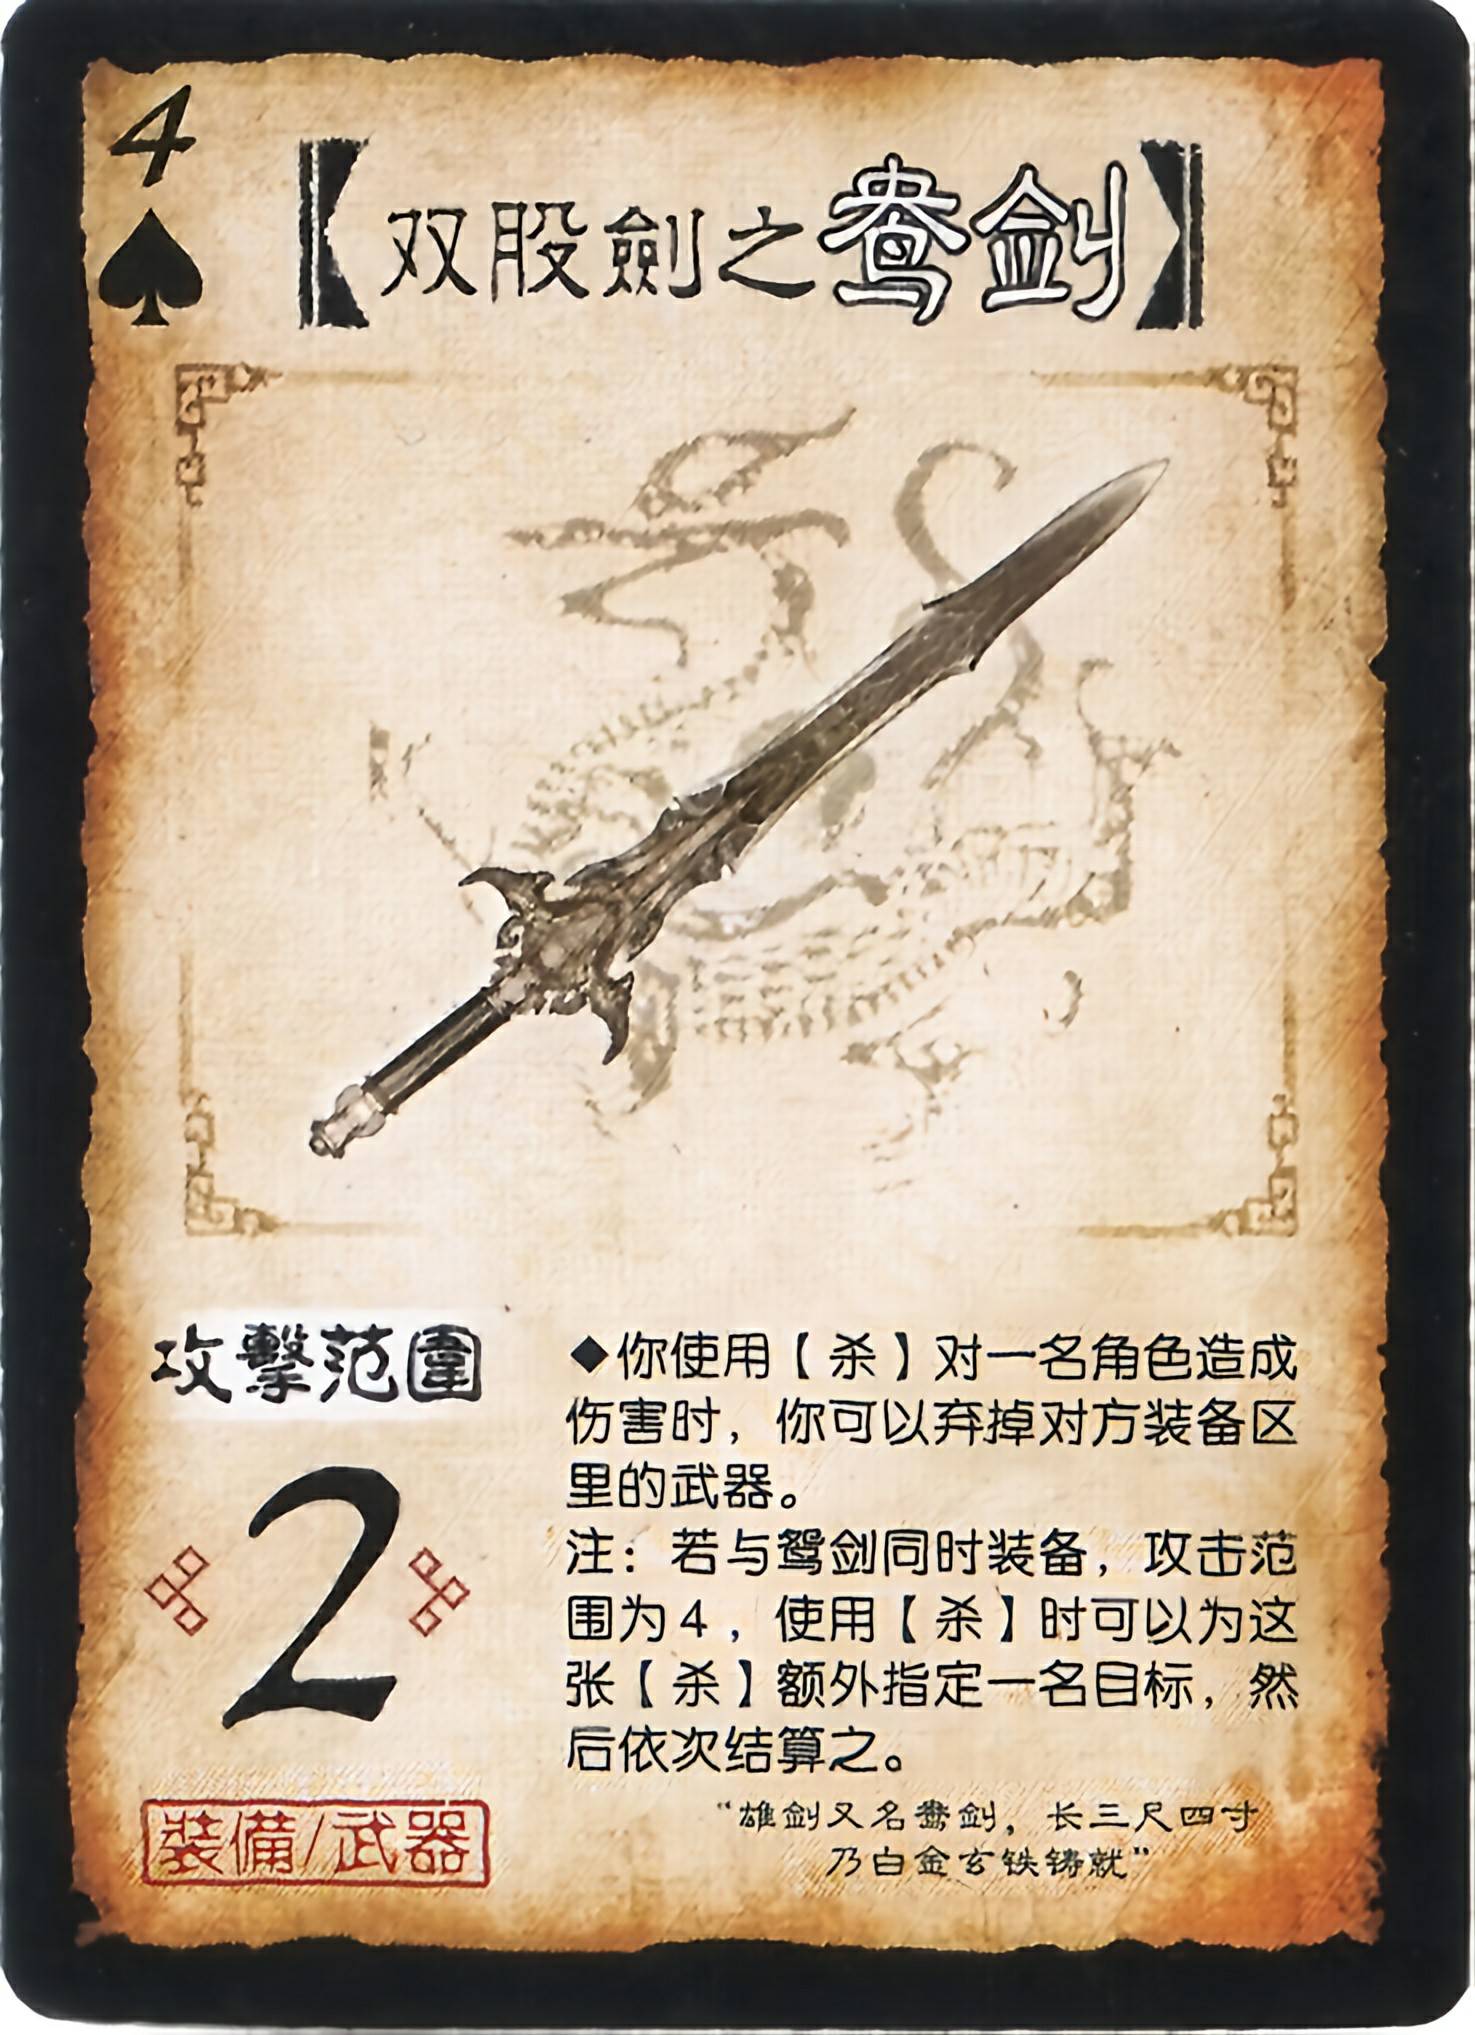 4
【双股劍之鸯剑】
攻擊范圍
2
◆你使用【杀】对一名角色造成
伤害时，你可以弃掉对方装备区
里的武器。
注：若与鸳剑同时装备，攻击范
围为4，使用【杀】时可以为这
张【杀】额外指定一名目标，然
后依次结算之。
“雄剑又名鸯剑，长三尺四寸
乃白金玄铁铸就”
裝備/武器